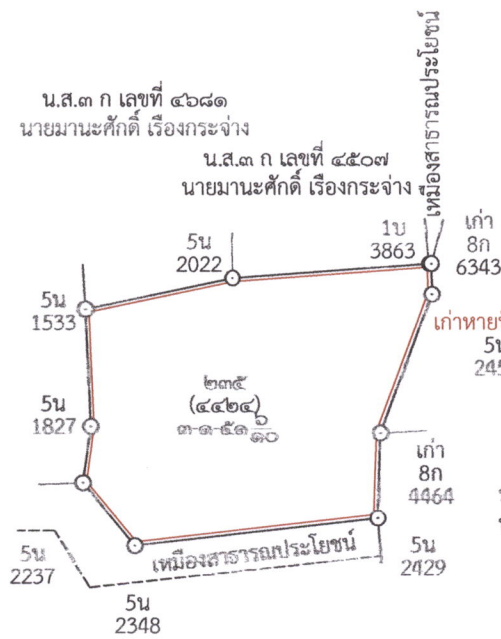 น.ส.๓ ก เลขที่ ๔๖๘๑
นายมานะศักดิ์ เรืองกระจ่าง
น.ส.๓ ก เลขที่ ๔๕๐๗
นายมานะศักดิ์ เรืองกระจ่าง
เหมืองสาธารณประโยชน์
5น
2022
1บ
3863
เก่า
8ก
6343
5น
1533
เก่าหาย
5น
5น
1827
๒๓๕
(๔๔๒๔)
๓-๑-๕๑ ๖/๑๐
เก่า
8ก
4464
เหมืองสาธารณประโยชน์
5น
2237
5น
2429
5น
2348